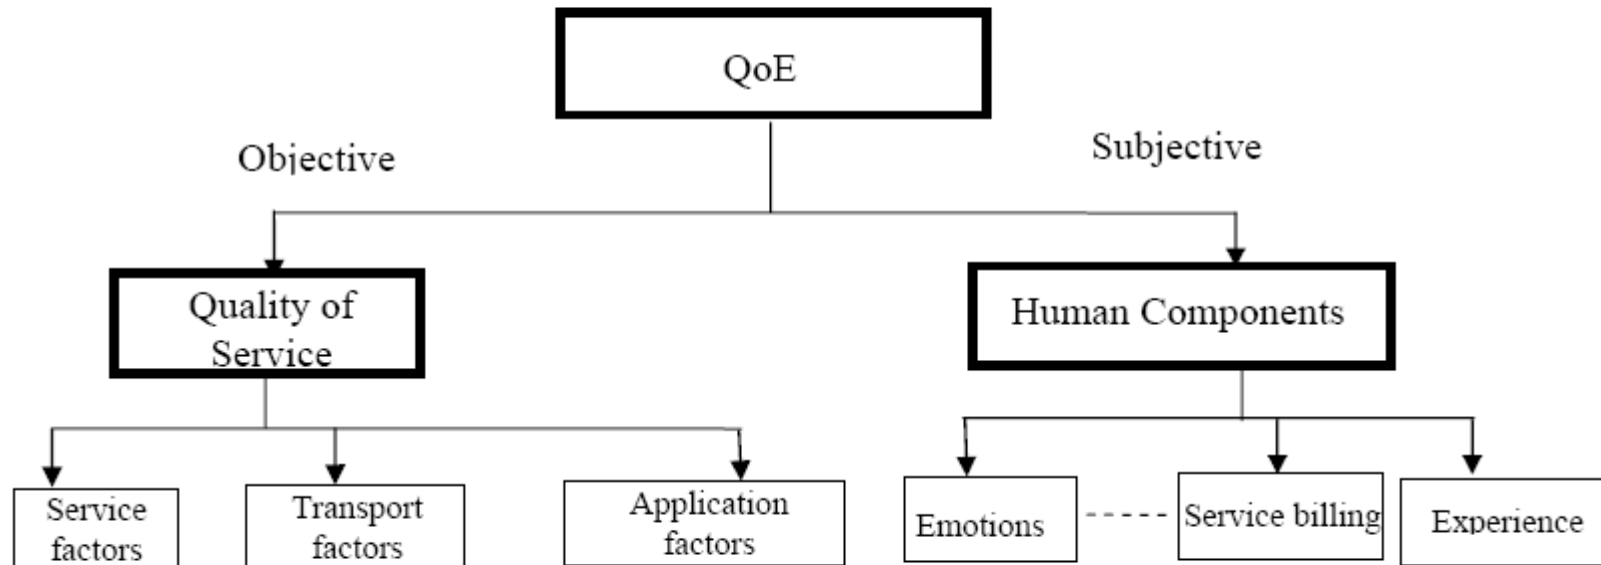 QoE
Objective
Subjective
Quality of
Service
Human Components
Service
factors
Transport
factors
Application
factors
Emotions
Service billing
Experience